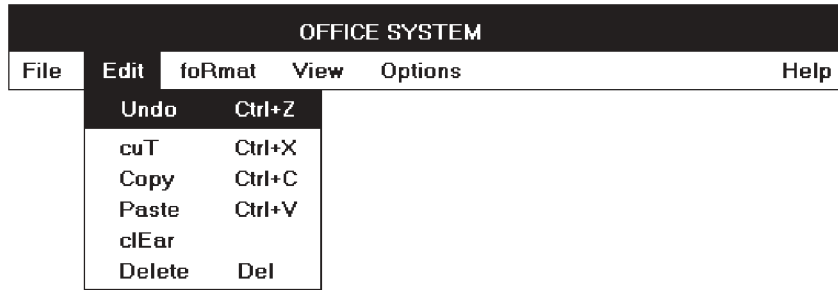 OFFICE SYSTEM
File Edit foRmat View Options Help
Undo Ctrl+Z
cuT Ctrl+X
Copy Ctrl+C
Paste Ctrl+V
clEar
Delete Del